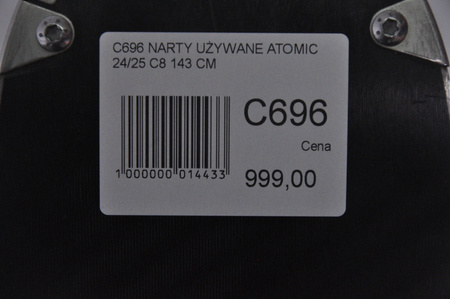 C696 NARTY UŻYWANE ATOMIC
24/25 C8 143 CM
C696
Cena
1 000000 014433
999,00